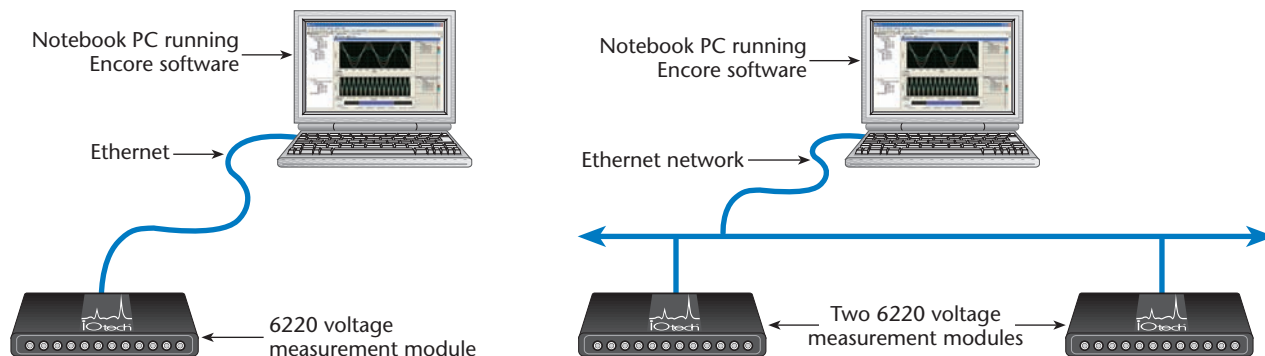 Notebook PC running
Encore software
Ethernet
iOtech
6220 voltage
measurement module
Notebook PC running
Encore software
Ethernet network
iOtech
Two 6220 voltage
measurement modules
iOtech